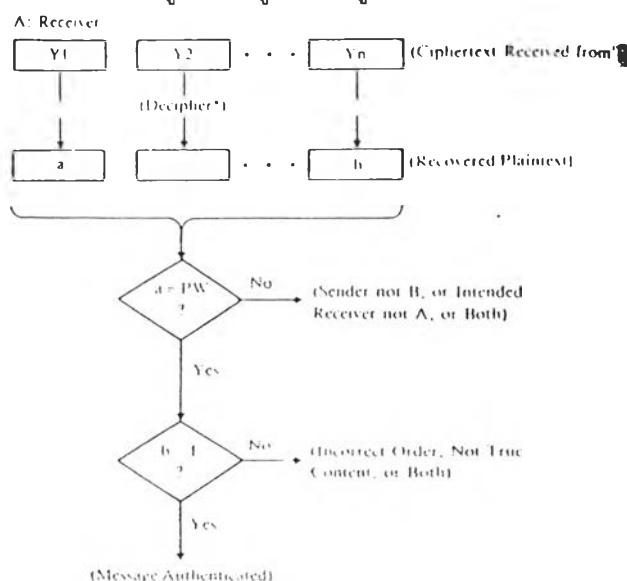 A: Receiver
Y1 Y2 . . . Yn (Ciphertext Received from
(Decipher*)
a . . . b (Recovered Plaintext)
a = PW
?
No
(Sender not B, or Intended
Receiver not A, or Both)
Yes
b
?
No
(Incorrect Order, Not True
Content, or Both)
Yes
(Message Authenticated)